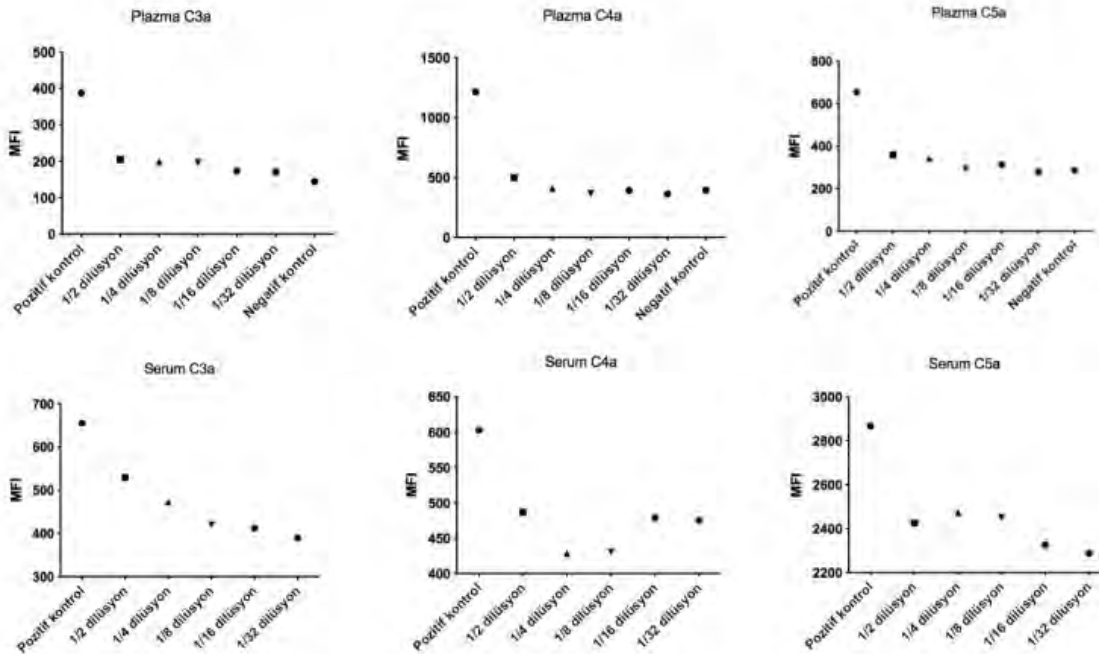 Plazma C3a
500
400
300
200
100
0
MFI
Pozitif kontrol
1/2 dilüsyon
1/4 dilüsyon
1/8 dilüsyon
1/16 dilüsyon
1/32 dilüsyon
Negatif kontrol
Plazma C4a
1500
1000
500
0
MFI
Pozitif kontrol
1/2 dilüsyon
1/4 dilüsyon
1/8 dilüsyon
1/16 dilüsyon
1/32 dilüsyon
Negatif kontrol
Plazma C5a
800
600
400
200
0
MFI
Pozitif kontrol
1/2 dilüsyon
1/4 dilüsyon
1/8 dilüsyon
1/16 dilüsyon
1/32 dilüsyon
Negatif kontrol
Serum C3a
700
600
500
400
300
MFI
Pozitif kontrol
1/2 dilüsyon
1/4 dilüsyon
1/8 dilüsyon
1/16 dilüsyon
1/32 dilüsyon
Serum C4a
650
600
550
500
450
400
MFI
Pozitif kontrol
1/2 dilüsyon
1/4 dilüsyon
1/8 dilüsyon
1/16 dilüsyon
1/32 dilüsyon
Serum C5a
3000
2800
2600
2400
2200
MFI
Pozitif kontrol
1/2 dilüsyon
1/4 dilüsyon
1/8 dilüsyon
1/16 dilüsyon
1/32 dilüsyon